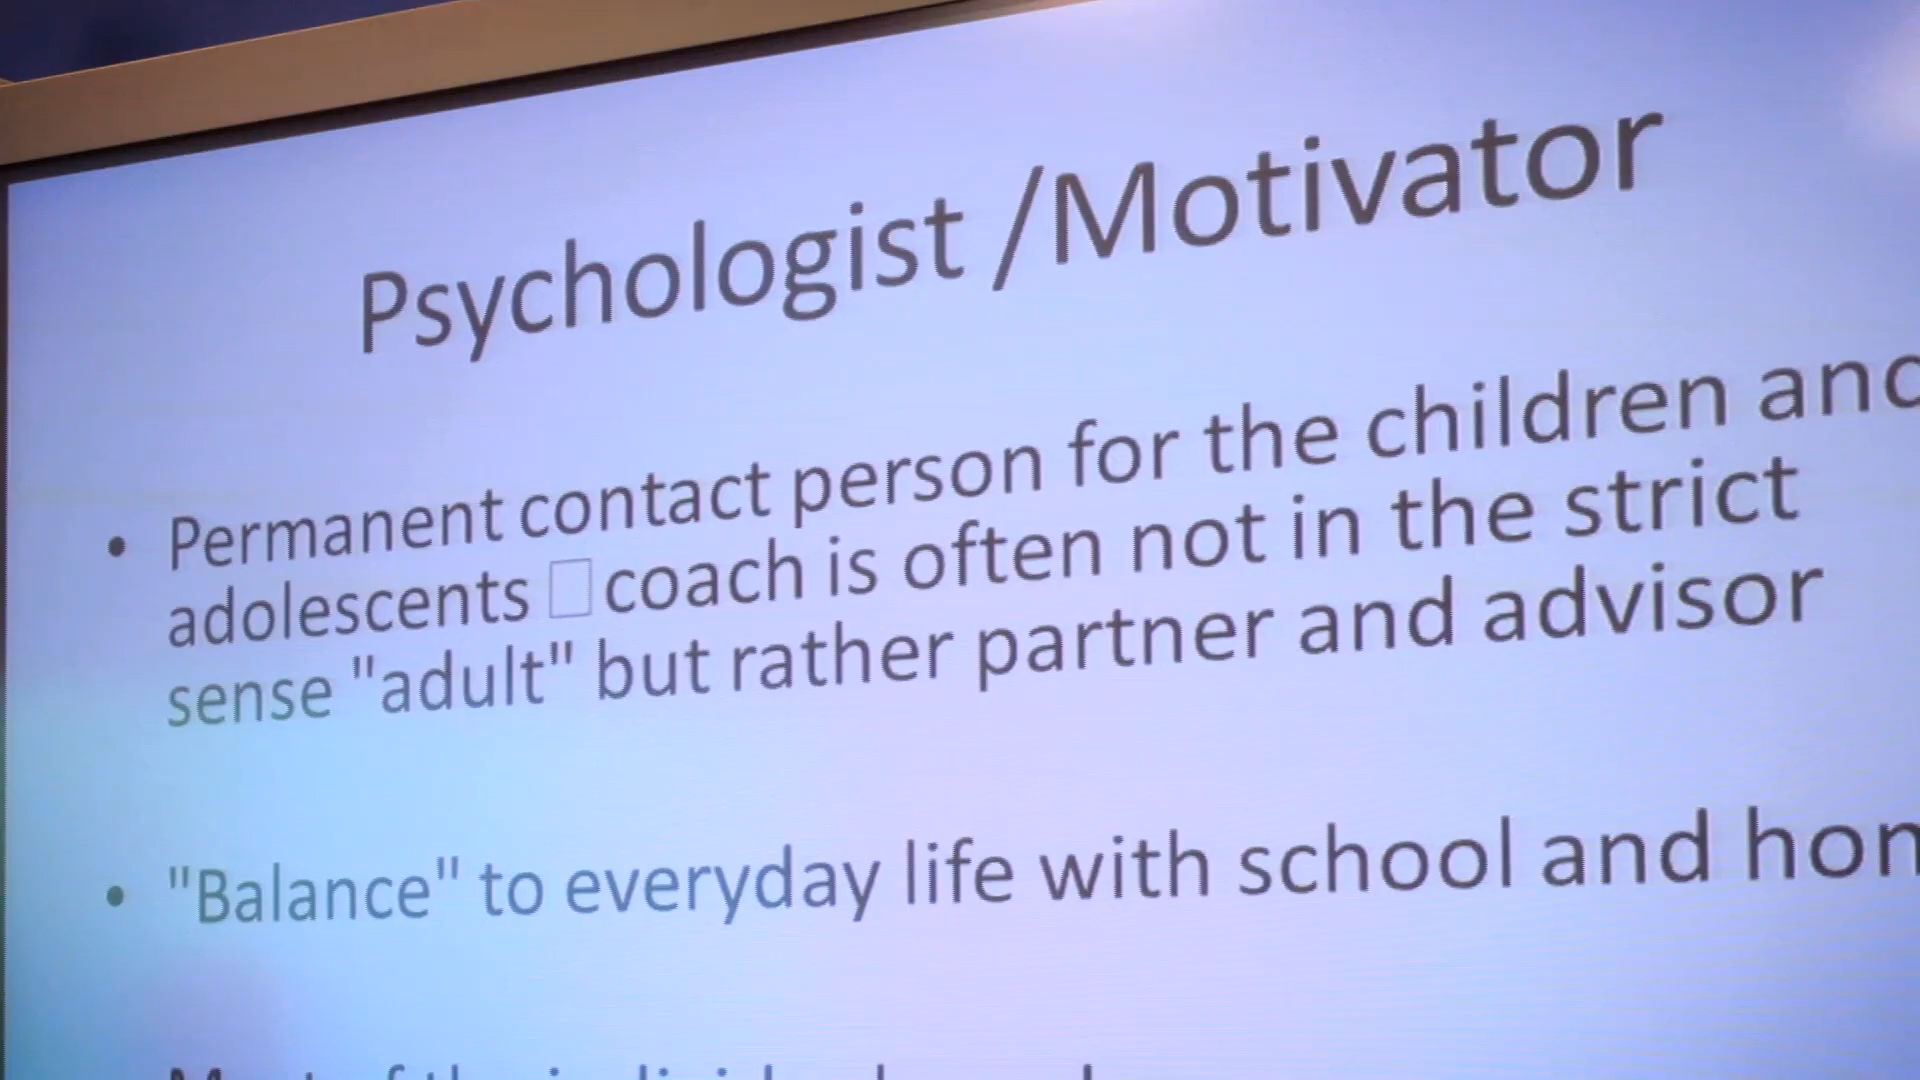 Psychologist /Motivator
• Permanent contact person for the children and
adolescents □ coach is often not in the strict
sense "adult" but rather partner and advisor
• "Balance" to everyday life with school and